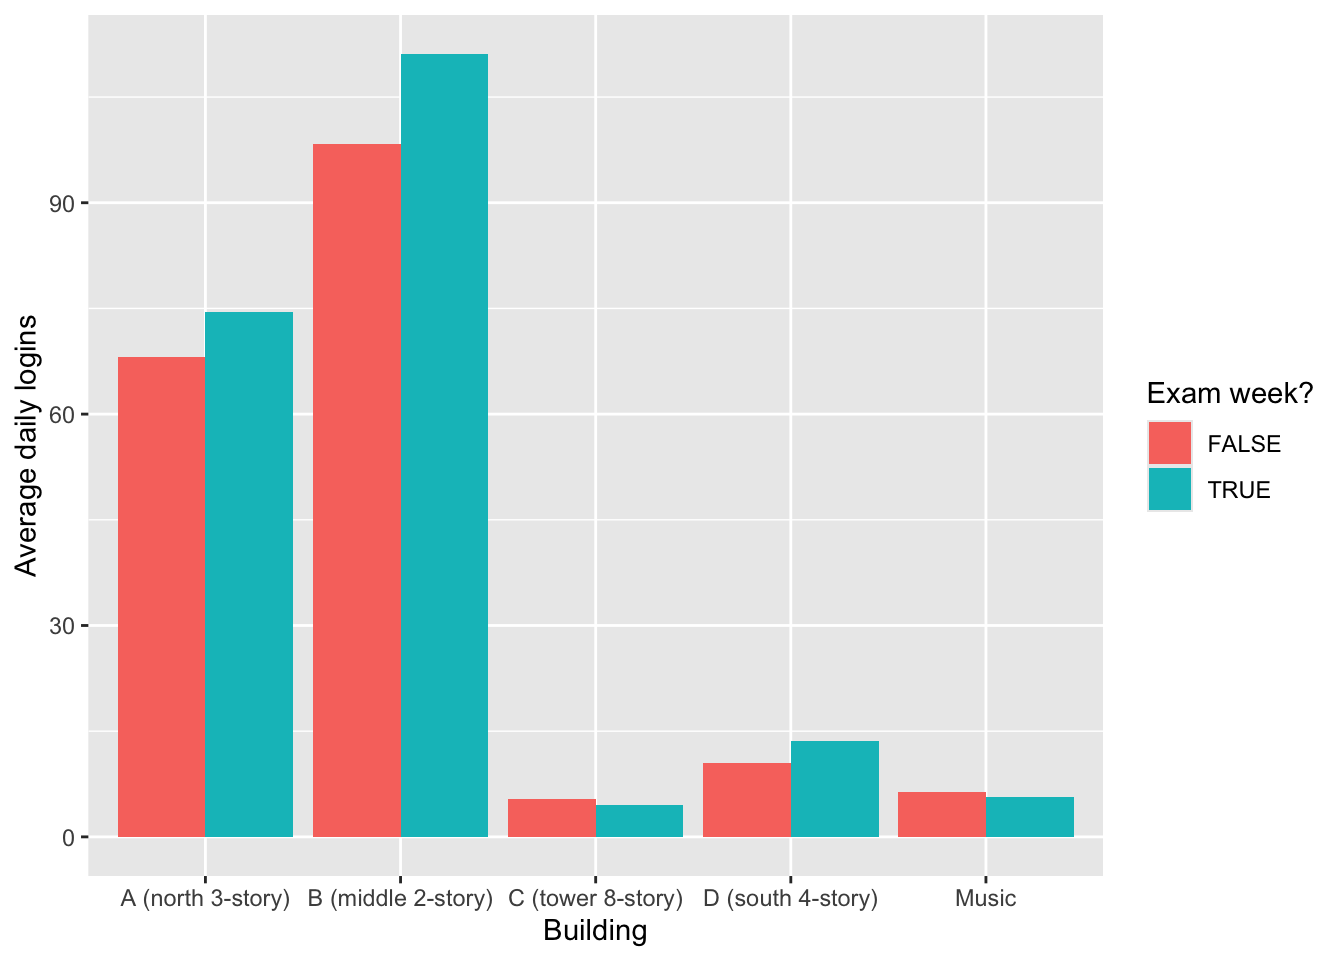 Average daily logins
90
60
30
0
A (north 3-story)
B (middle 2-story)
C (tower 8-story)
D (south 4-story)
Music
Building
Exam week?
FALSE
TRUE